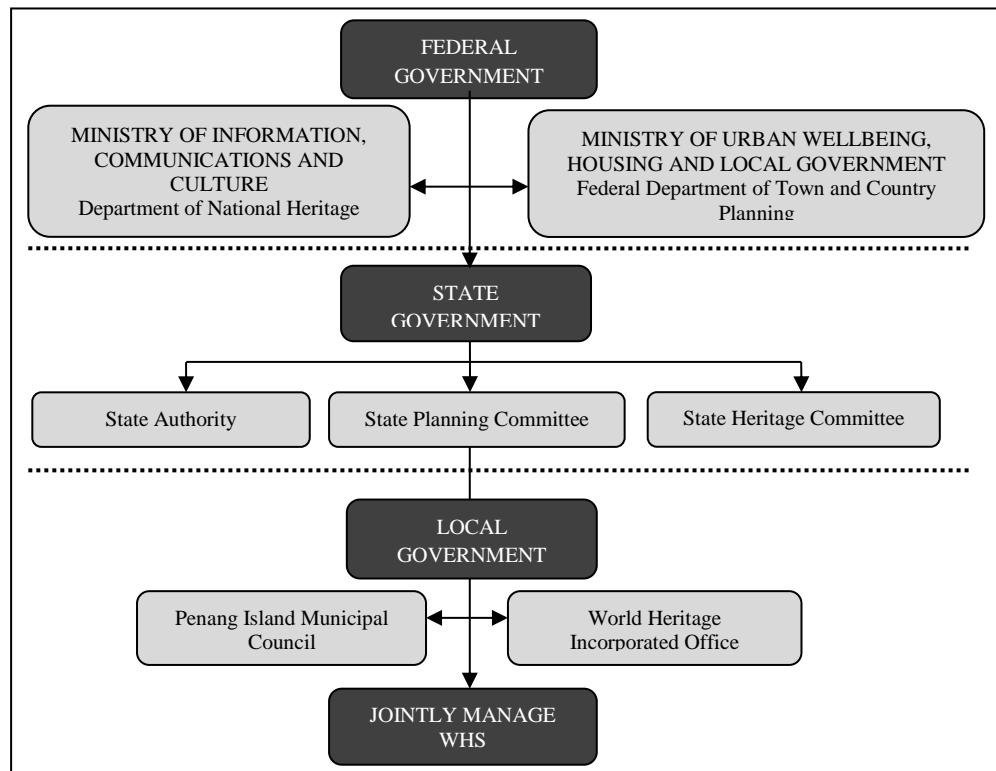 FEDERAL
GOVERNMENT
MINISTRY OF INFORMATION,
COMMUNICATIONS AND
CULTURE
Department of National Heritage
MINISTRY OF URBAN WELLBEING,
HOUSING AND LOCAL GOVERNMENT
Federal Department of Town and Country
Planning
STATE
GOVERNMENT
State Authority
State Planning Committee
State Heritage Committee
LOCAL
GOVERNMENT
Penang Island Municipal
Council
World Heritage
Incorporated Office
JOINTLY MANAGE
WHS